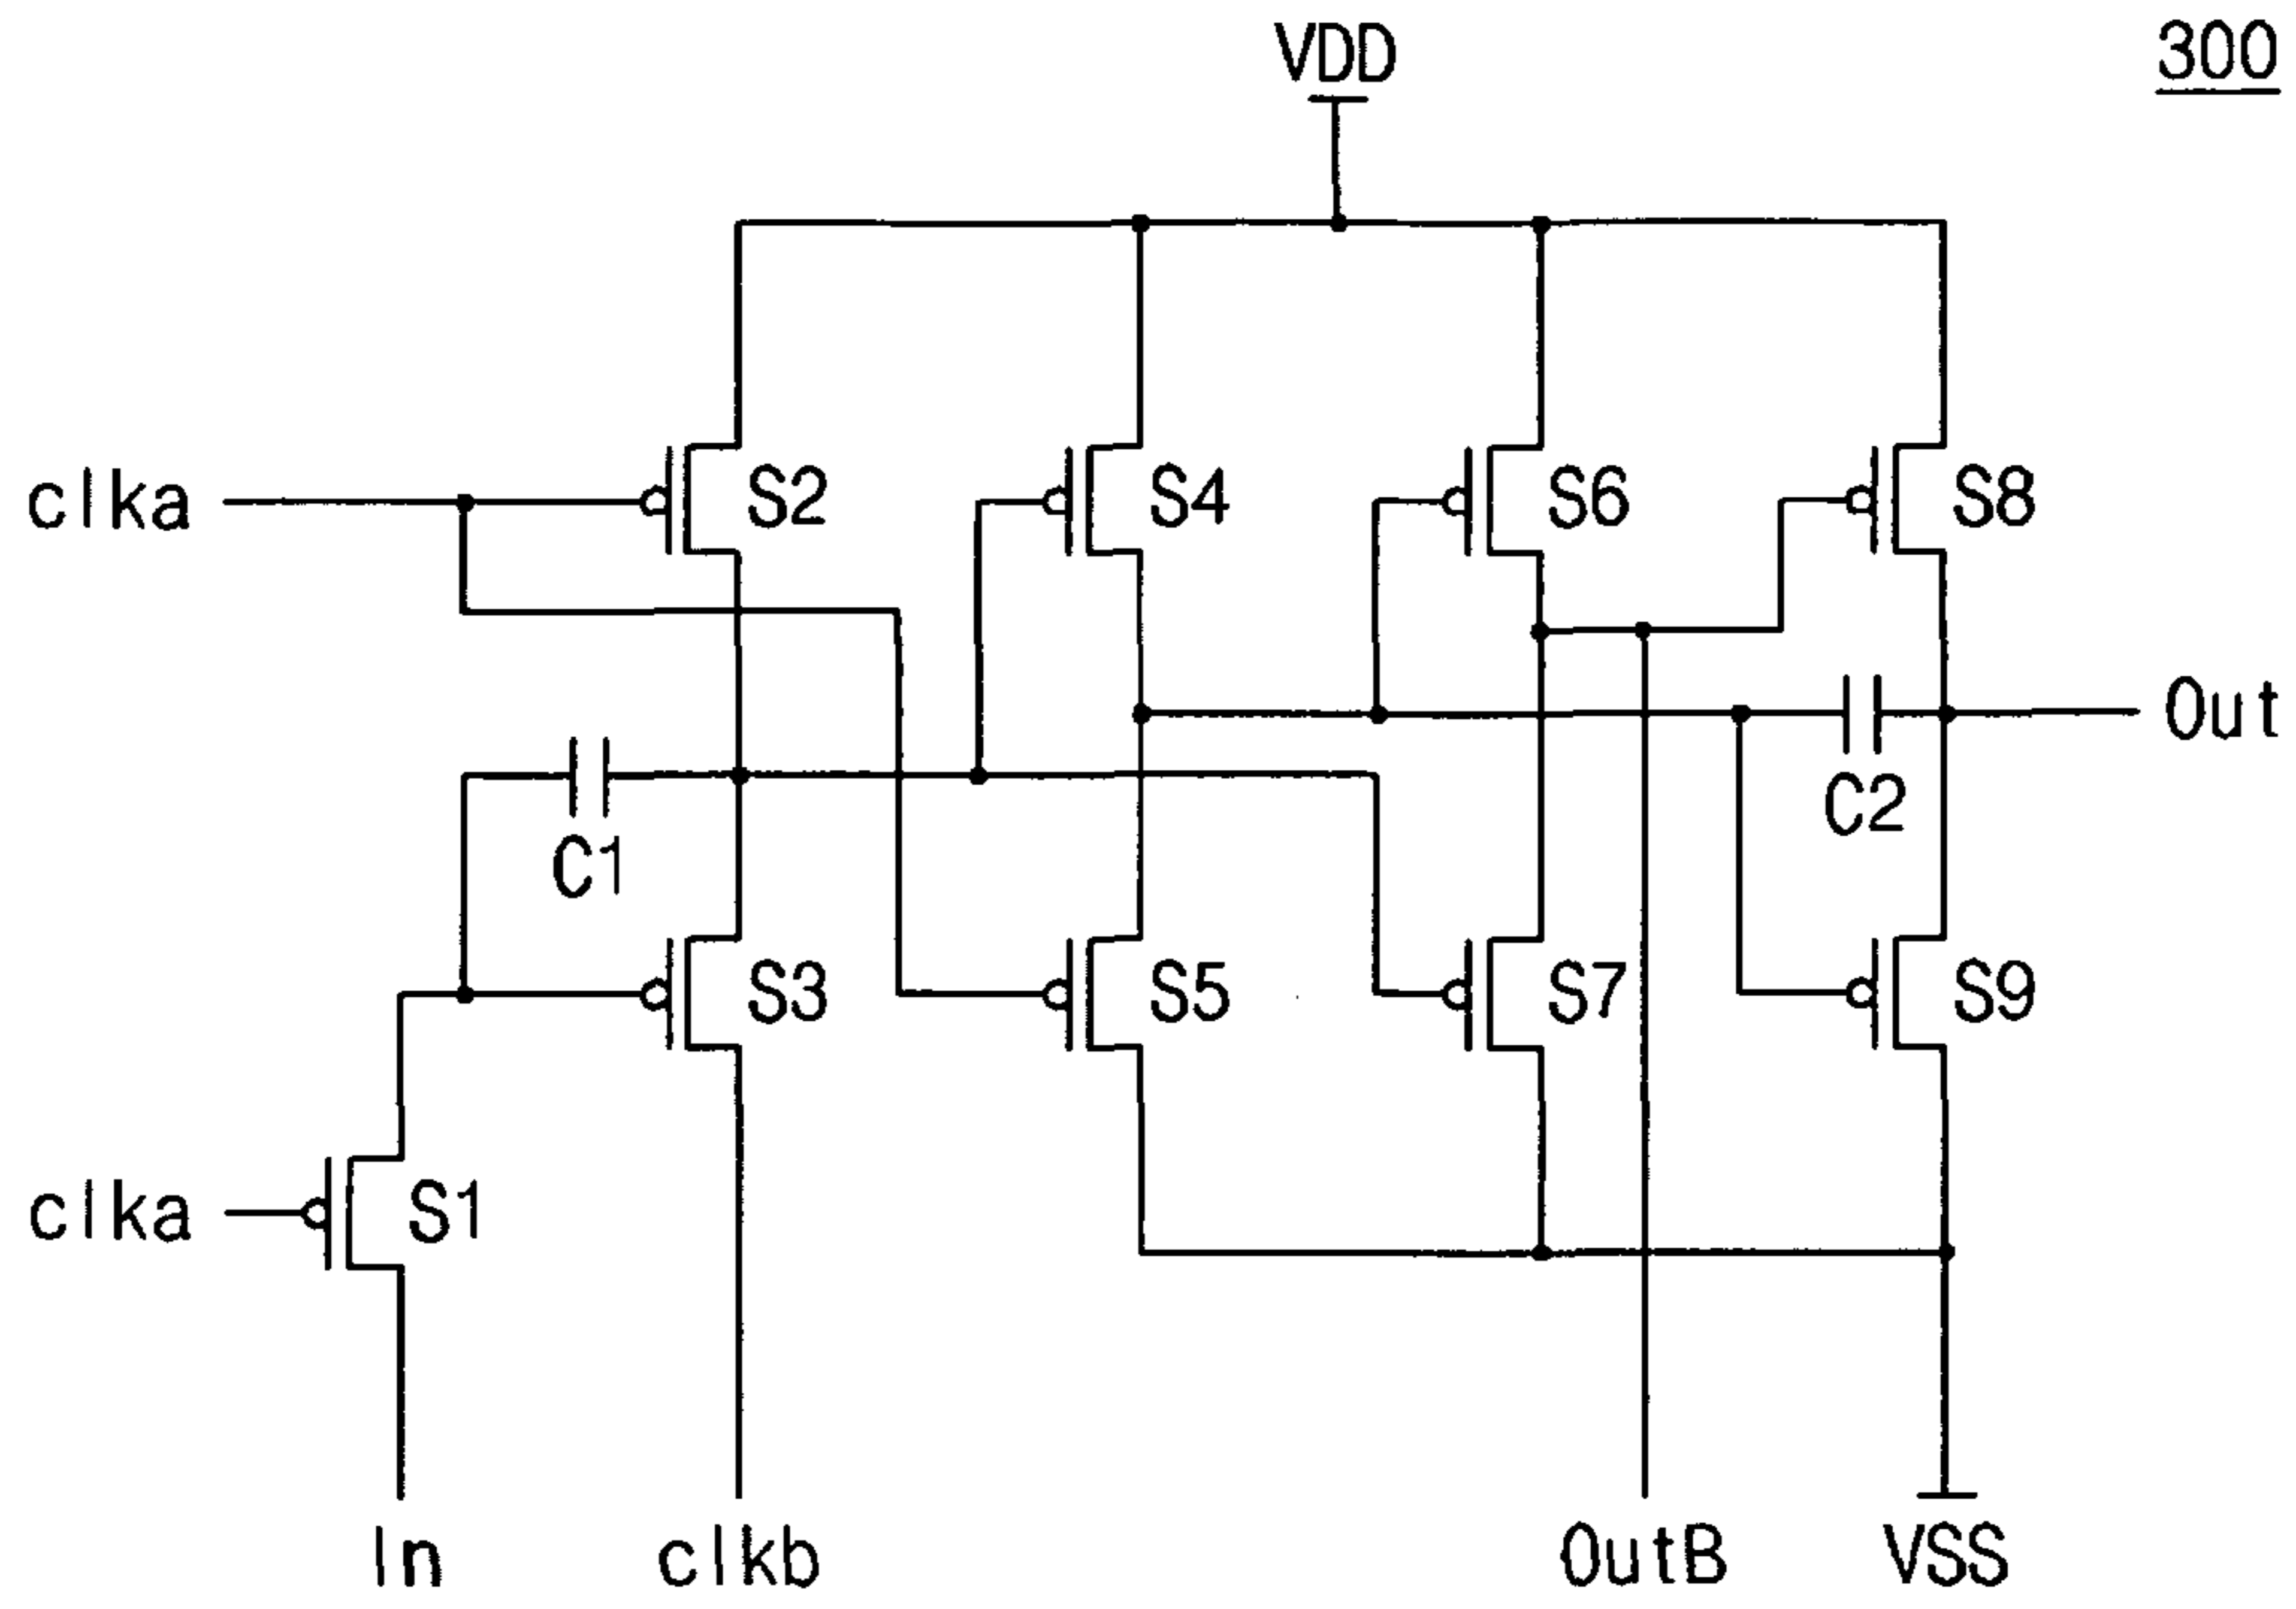 VDD
300
clka
S2
S4
S6
S8
Out
C1
C2
S3
S5
S7
S9
clka
S1
In
clkb
OutB
VSS